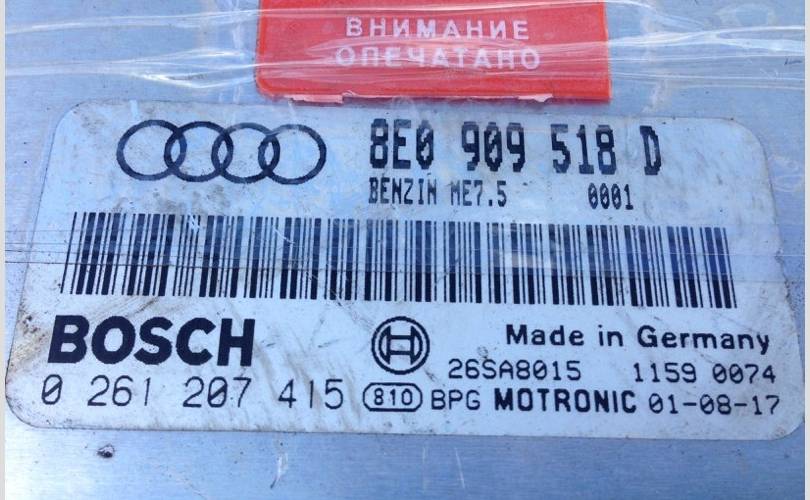 ВНИМАНИЕ
ОПЕЧАТАНО
8E0 909 518 D
BENZIN ME7.5 0001
BOSCH
Made in Germany
26SA8015 1159 0074
0 261 207 415 810 BPG MOTRONIC 01-08-17